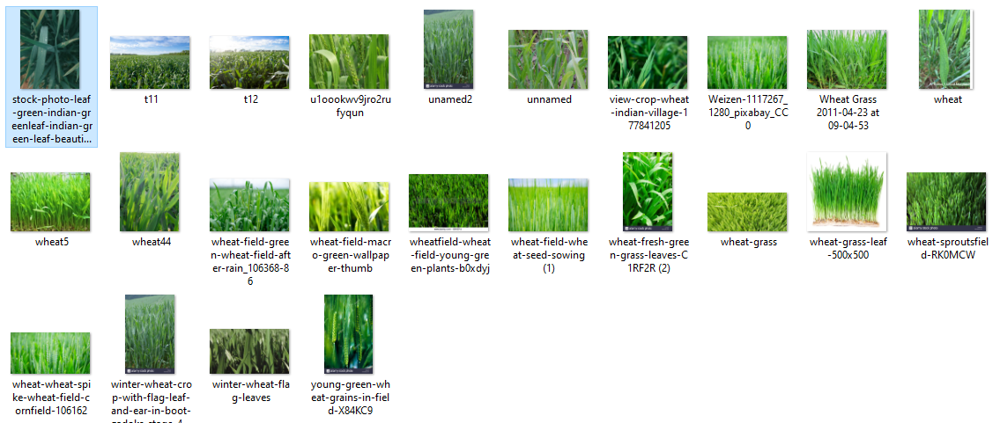 stock-photo-leaf
-green-indian-gr
eenleaf-indian-gr
een-leaf-beauti...
t11
t12
u1oookwv9jro2ru
fyqun
unamed2
unnamed
view-crop-wheat
-indian-village-1
77841205
Weizen-1117267_
1280_pixabay_CC
0
Wheat Grass
2011-04-23 at
09-04-53
wheat
wheat5
wheat44
wheat-field-gree
n-wheat-field-aft
er-rain_106368-8
6
wheat-field-macr
o-green-wallpap
er-thumb
wheatfield-wheat
-field-young-gre
en-plants-b0xdyj
wheat-field-whe
at-seed-sowing
(1)
wheat-fresh-gree
n-grass-leaves-C
1RF2R (2)
wheat-grass
wheat-grass-leaf
-500x500
wheat-sproutsfiel
d-RK0MCW
wheat-wheat-spi
ke-wheat-field-c
ornfield-106162
winter-wheat-cro
p-with-flag-leaf-
and-ear-in-boot-
winter-wheat-fla
g-leaves
young-green-wh
eat-grains-in-fiel
d-X84KC9